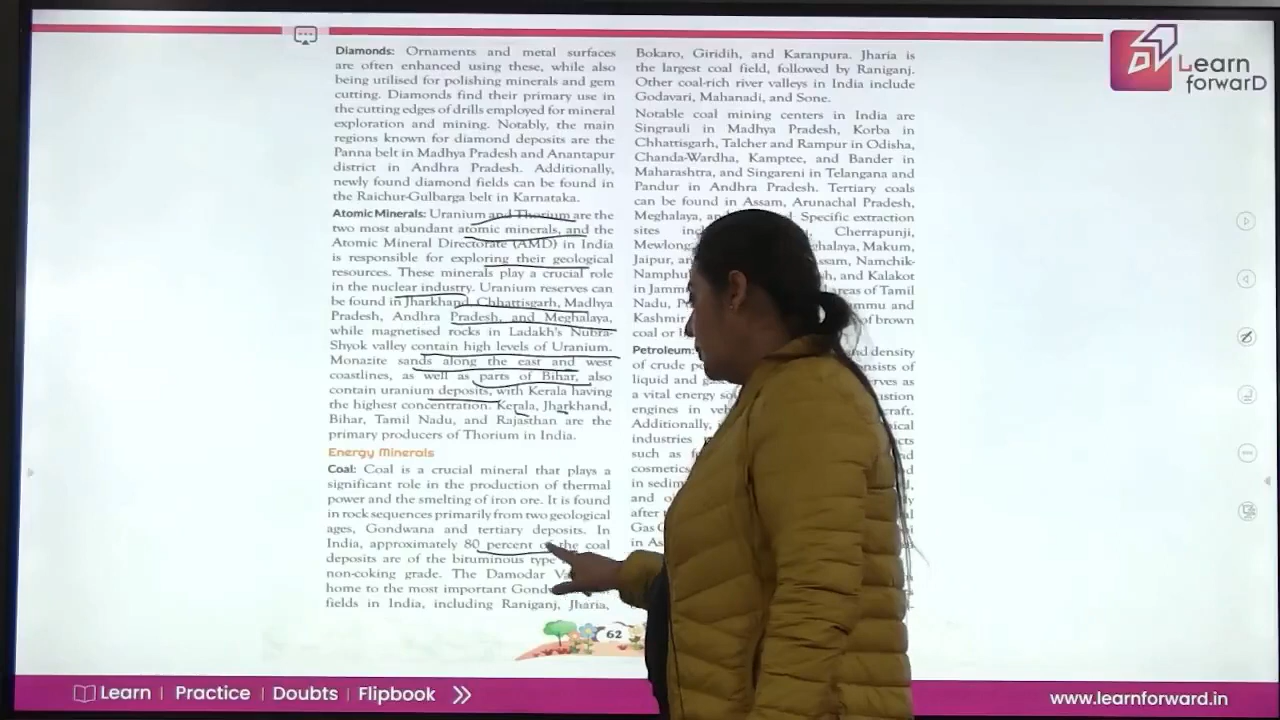 Learn
forwarD
Diamonds: Ornaments and metal surfaces
are often enhanced using these, while also
being utilised for polishing minerals and gem
cutting. Diamonds find their primary use in
the cutting edges of drills employed for mineral
exploration and mining. Notably, the main
regions known for diamond deposits are the
Panna belt in Madhya Pradesh and Anantapur
district in Andhra Pradesh. Additionally,
newly found diamond fields can be found in
the Raichur-Gulbarga belt in Karnataka.
Atomic Minerals: Uranium and Thorium are the
two most abundant atomic minerals, and the
Atomic Mineral Directorate (AMD) in India
is responsible for exploring their geological
resources. These minerals play a crucial role
in the nuclear industry. Uranium reserves can
be found in Jharkhand, Chhattisgarh, Madhya
Pradesh, Andhra Pradesh, and Meghalaya,
while magnetised rocks in Ladakh's Nubra-
Shyok valley contain high levels of Uranium.
Monazite sands along the east and west
coastlines, as well as parts of Bihar, also
contain uranium deposits, with Kerala having
the highest concentration. Kerala, Jharkhand,
Bihar, Tamil Nadu, and Rajasthan are the
primary producers of Thorium in India.
Energy Minerals
Coal: Coal is a crucial mineral that plays a
significant role in the production of thermal
power and the smelting of iron ore. It is found
in rock sequences primarily from two geological
ages, Gondwana and tertiary deposits. In
India, approximately 80 percent of the coal
deposits are of the bituminous type
non-coking grade. The Damodar
home to the most important
fields in India, including Raniganj, Jharia,
Bokaro, Giridih, and Karanpura. Jharia is
the largest coal field, followed by Raniganj.
Other coal-rich river valleys in India include
Godavari, Mahanadi, and Sone.
Notable coal mining centers in India are
Singrauli in Madhya Pradesh, Korba in
Chhattisgarh, Talcher and Rampur in Odisha,
Chanda-Wardha, Kamptee, and Bander in
Maharashtra, and Singareni in Telangana and
Pandur in Andhra Pradesh. Tertiary coals
can be found in Assam, Arunachal Pradesh,
Meghalaya, Specific extraction
sites Cherrapunji,
Makum,
Jaipur, Namchik-
and Kalakot
in areas of Tamil
Nadu, and
Kashmir of brown
coal or
Petroleum: density
of crude
liquid and
a vital energy
engines in
Additionally,
industries
such as
cosmetics
in
and
after
Gas
in
62
Learn | Practice | Doubts | Flipbook
www.learnforward.in